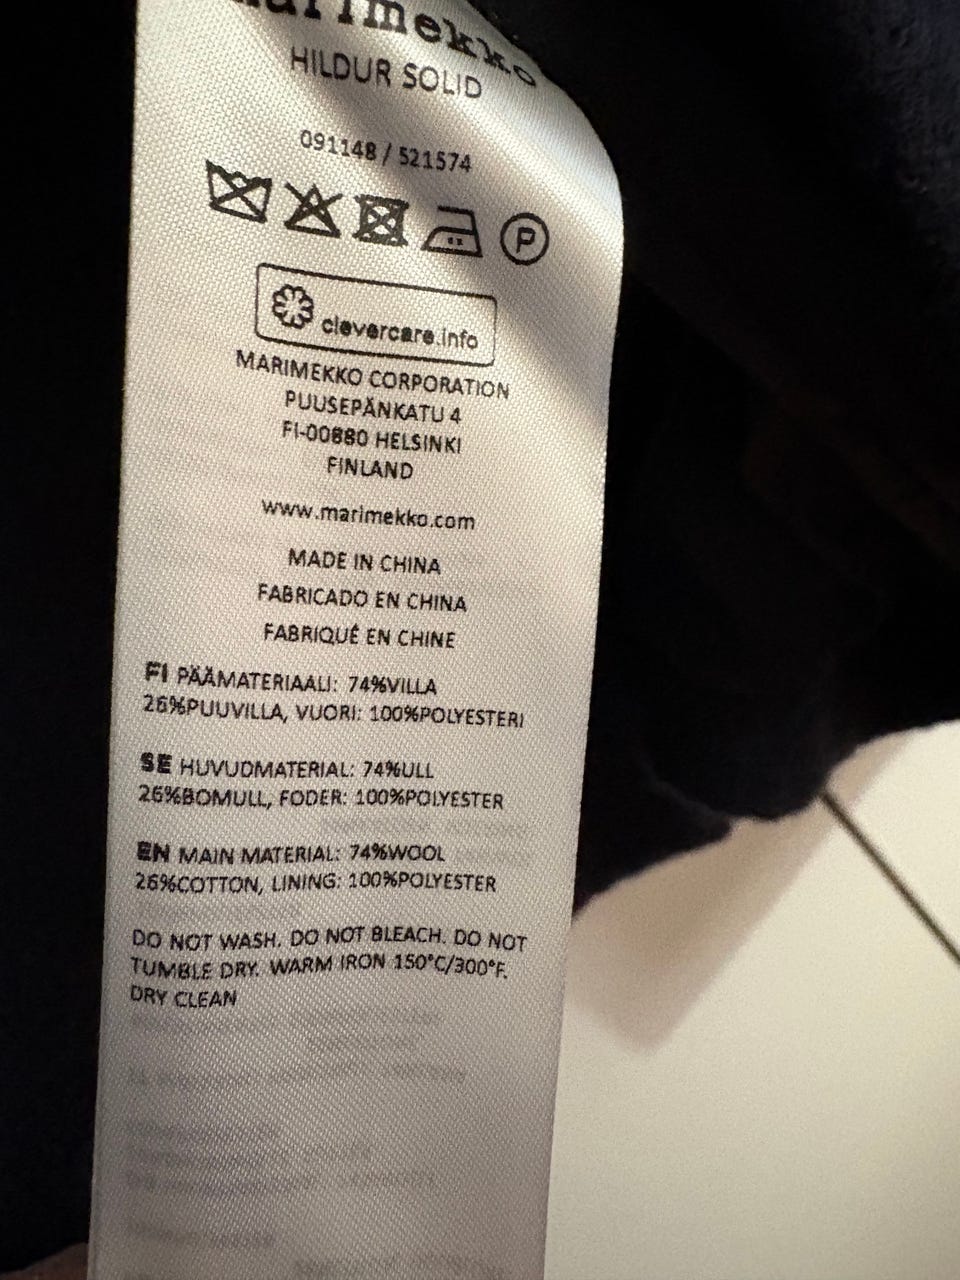 marimekko
HILDUR SOLID
091148 / 521574
P
clevercare.info
MARIMEKKO CORPORATION
PUUSEPÄNKATU 4
FI-00880 HELSINKI
FINLAND
www.marimekko.com
MADE IN CHINA
FABRICADO EN CHINA
FABRIQUÉ EN CHINE
FI PÄÄMATERIAALI: 74%VILLA
26%PUUVILLA, VUORI: 100%POLYESTERI
SE HUVUDMATERIAL: 74%ULL
26%BOMULL, FODER: 100%POLYESTER
EN MAIN MATERIAL: 74%WOOL
26%COTTON, LINING: 100%POLYESTER
DO NOT WASH. DO NOT BLEACH. DO NOT
TUMBLE DRY. WARM IRON 150°C/300°F.
DRY CLEAN